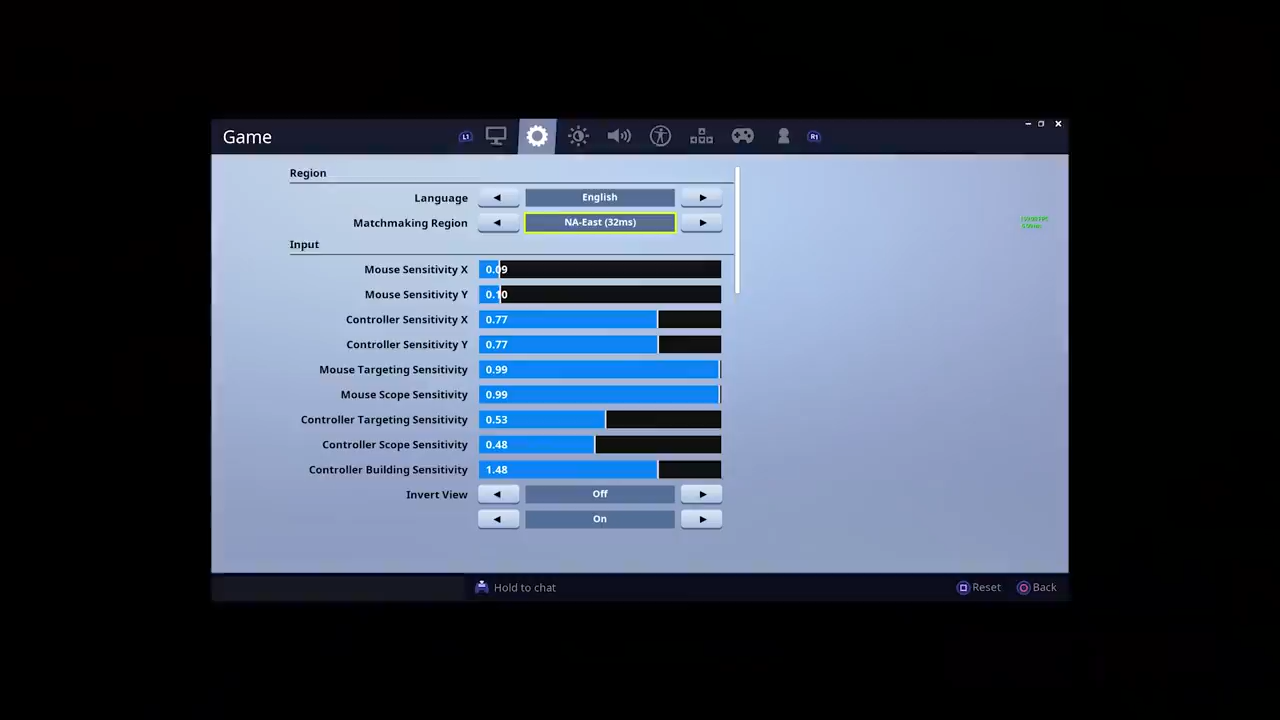 Game
L1
R1
Region
Language English
Matchmaking Region NA-East (32ms)
Input
Mouse Sensitivity X 0.09
Mouse Sensitivity Y 0.10
Controller Sensitivity X 0.77
Controller Sensitivity Y 0.77
Mouse Targeting Sensitivity 0.99
Mouse Scope Sensitivity 0.99
Controller Targeting Sensitivity 0.53
Controller Scope Sensitivity 0.48
Controller Building Sensitivity 1.48
Invert View Off
On
Hold to chat
Reset
Back